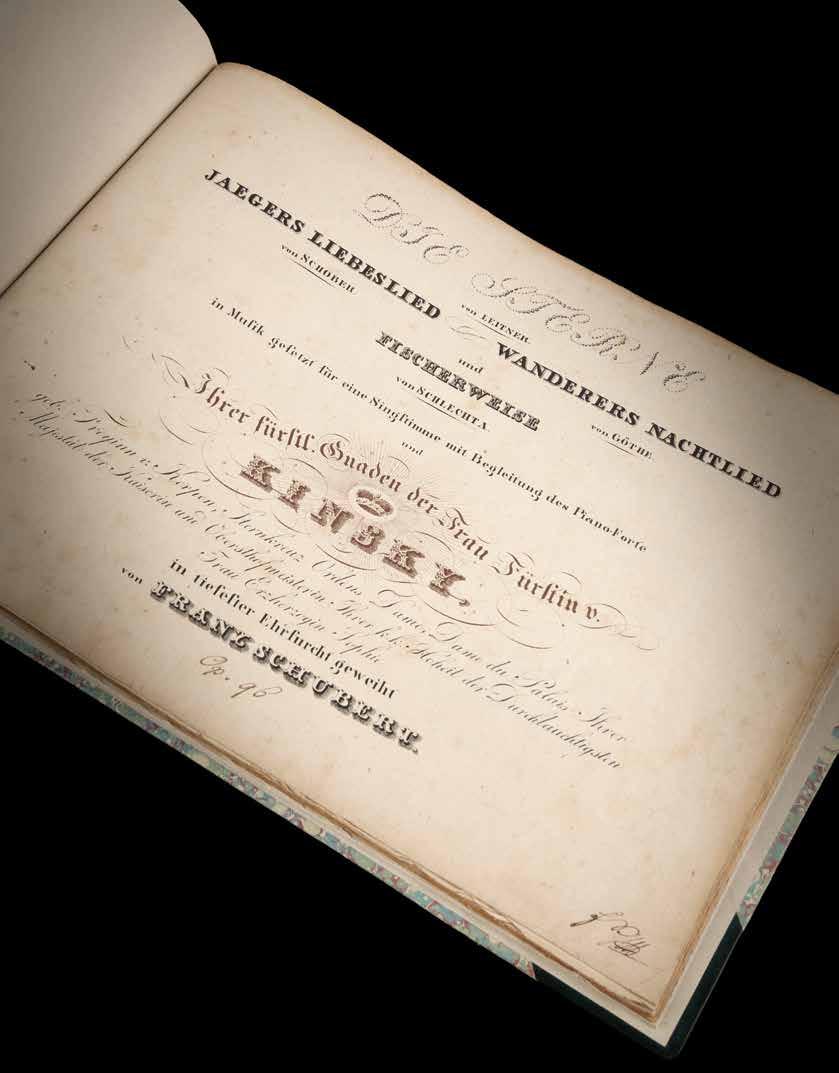 DIE STERNE
von LEITNER.
JAEGERS LIEBESLIED
von SCHOBER
WANDERERS NACHTLIED
von GÖTHE
und
FISCHERWEISE
von SCHLECHTA
in Musik gesetzt für eine Singstimme mit Begleitung des Piano-Forte
und
Ihrer fürstl. Gnaden der Frau Fürstin v.
KINSKY,
geb: Freyinn v: Kerpen, Sternkreuz Ordens Dame, Dame du Palais Ihrer
Majestät der Kaiserin und Obersthofmeisterin Ihrer k.k. Hoheit der Durchlauchtigsten
Frau Erzherzogin Sophie
in tiefester Ehrfurcht geweiht
von FRANZ SCHUBERT.
Op. 96